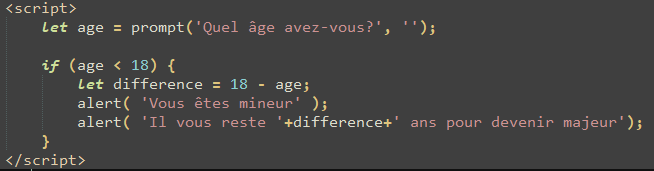 <script>
let age = prompt('Quel âge avez-vous?', '');
if (age < 18) {
let difference = 18 - age;
alert( 'Vous êtes mineur' );
alert( 'Il vous reste '+difference+' ans pour devenir majeur');
}
</script>